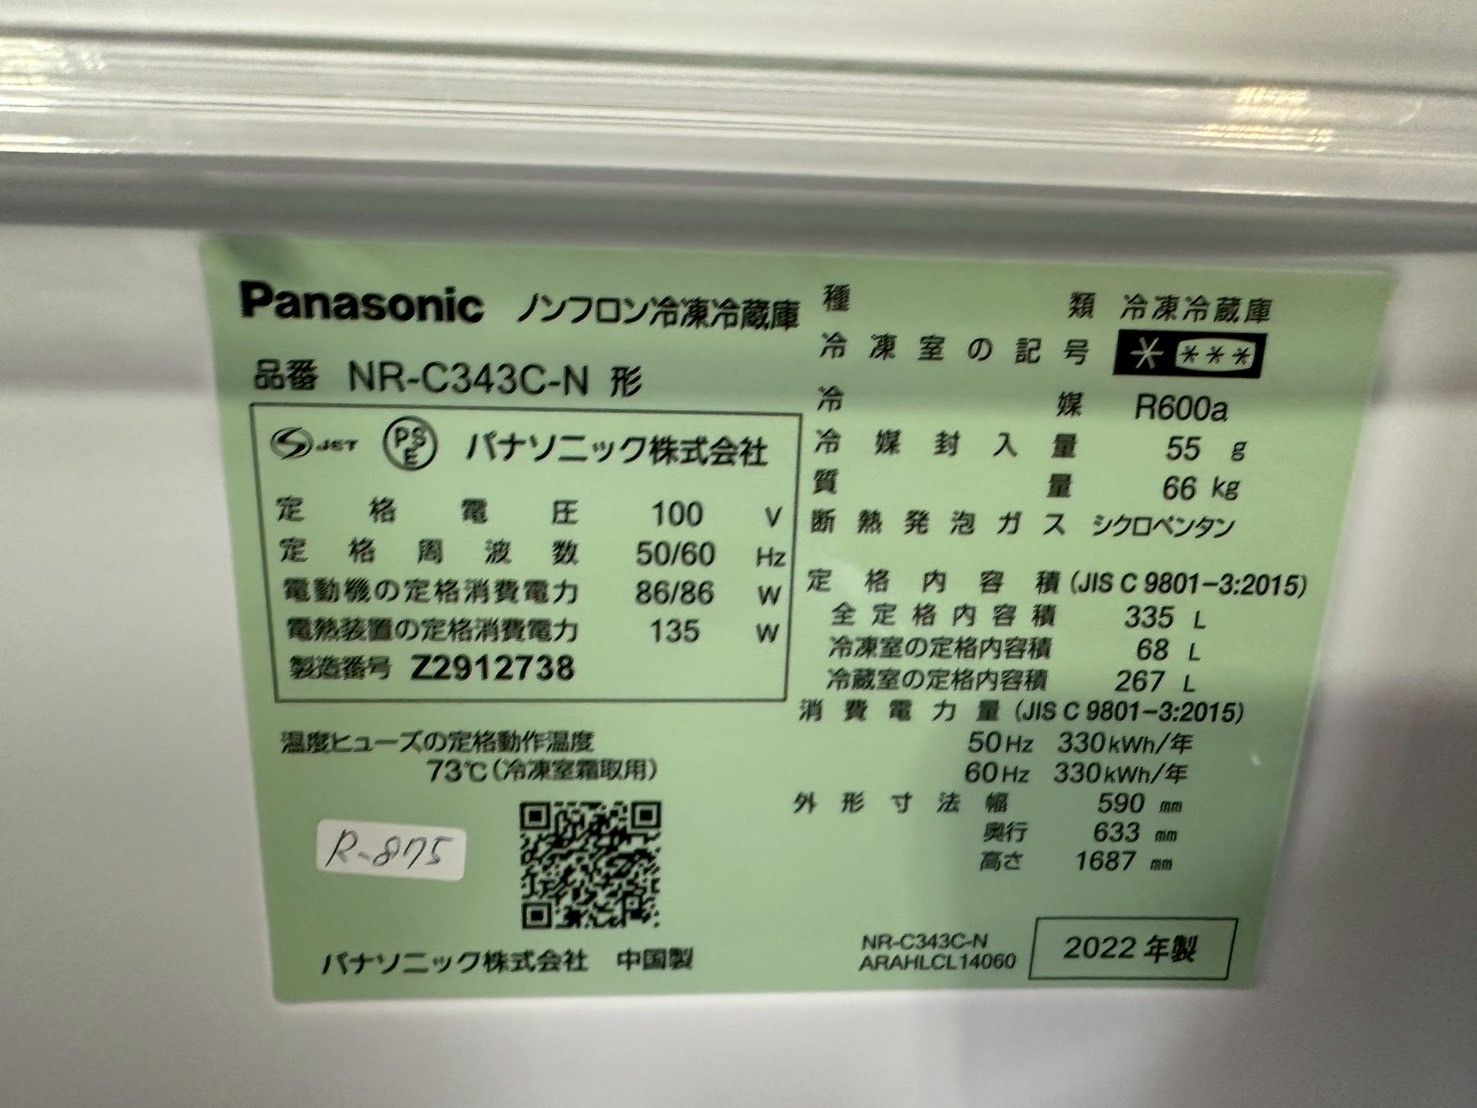 Panasonic ノンフロン冷凍冷蔵庫
品番 NR-C343C-N 形
JET PSE パナソニック株式会社
定格電圧 100 V
定格周波数 50/60 Hz
電動機の定格消費電力 86/86 W
電熱装置の定格消費電力 135 W
製造番号 Z2912738
温度ヒューズの定格動作温度
73℃(冷凍室霜取用)
R-875
パナソニック株式会社 中国製
種類 冷凍冷蔵庫
冷凍室の記号 * ***
冷媒 R600a
冷媒封入量 55 g
質量 66 kg
断熱発泡ガス シクロペンタン
定格内容積(JIS C 9801-3:2015)
全定格内容積 335 L
冷凍室の定格内容積 68 L
冷蔵室の定格内容積 267 L
消費電力量(JIS C 9801-3:2015)
50Hz 330kWh/年
60Hz 330kWh/年
外形寸法幅 590 mm
奥行 633 mm
高さ 1687 mm
NR-C343C-N
ARAHLCL14060
2022 年製